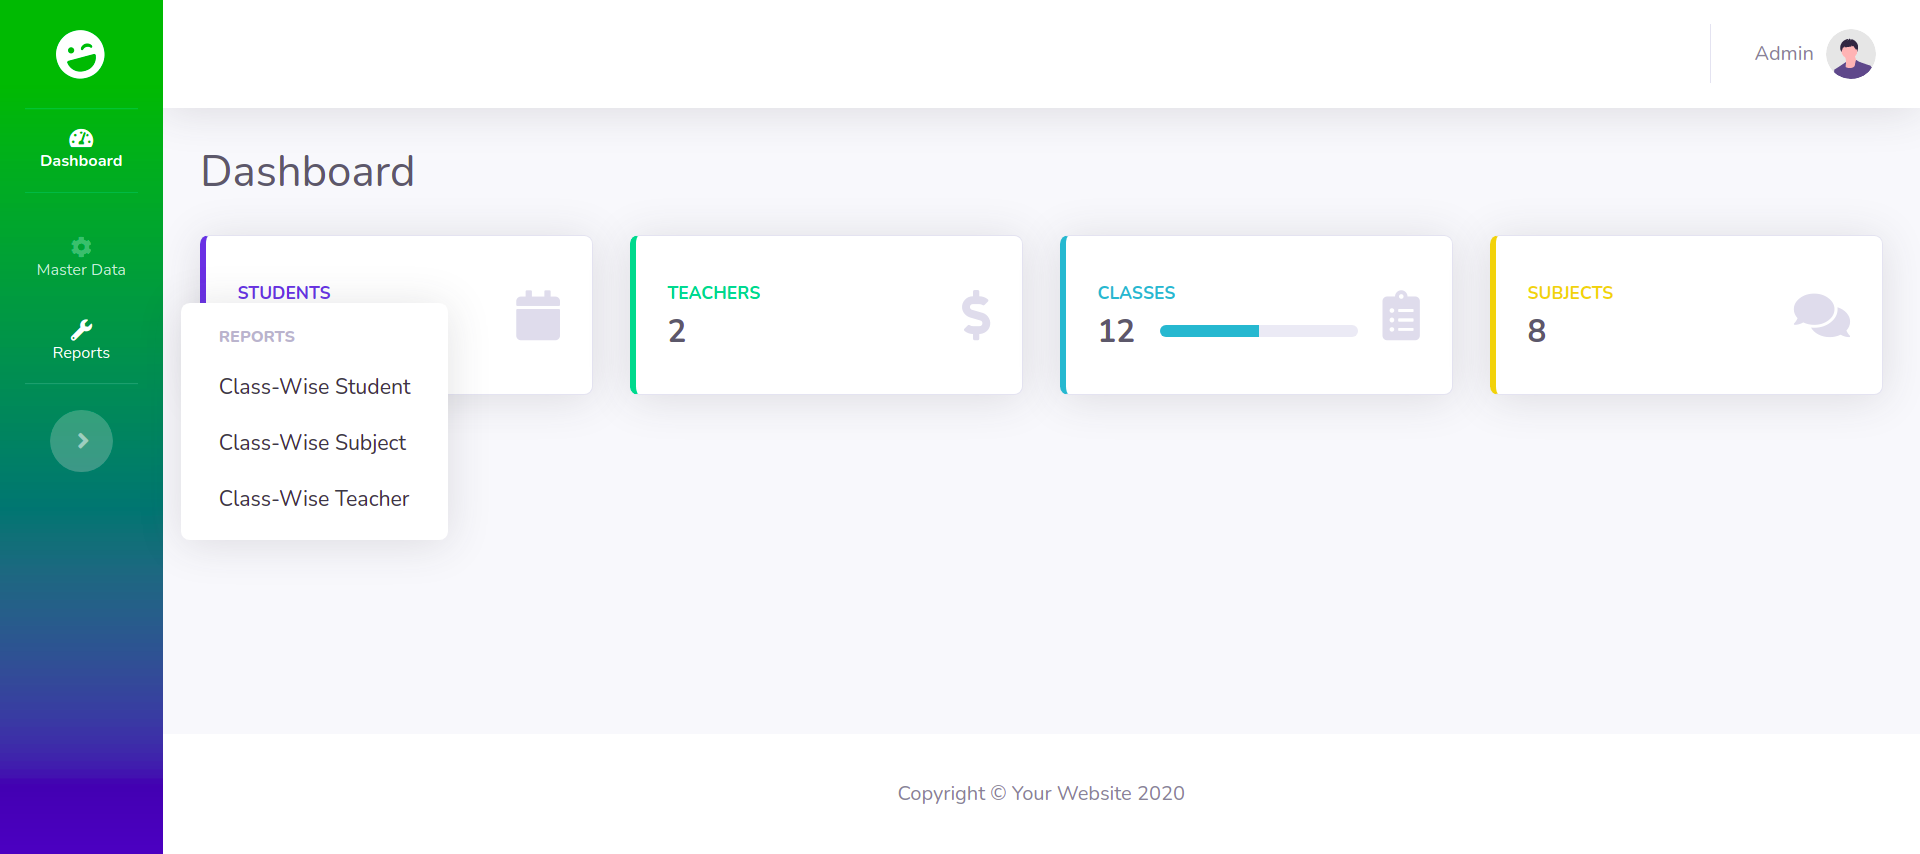 Admin
Dashboard
Master Data
Reports
Dashboard
STUDENTS
TEACHERS
2
CLASSES
12
SUBJECTS
8
REPORTS
Class-Wise Student
Class-Wise Subject
Class-Wise Teacher
Copyright © Your Website 2020